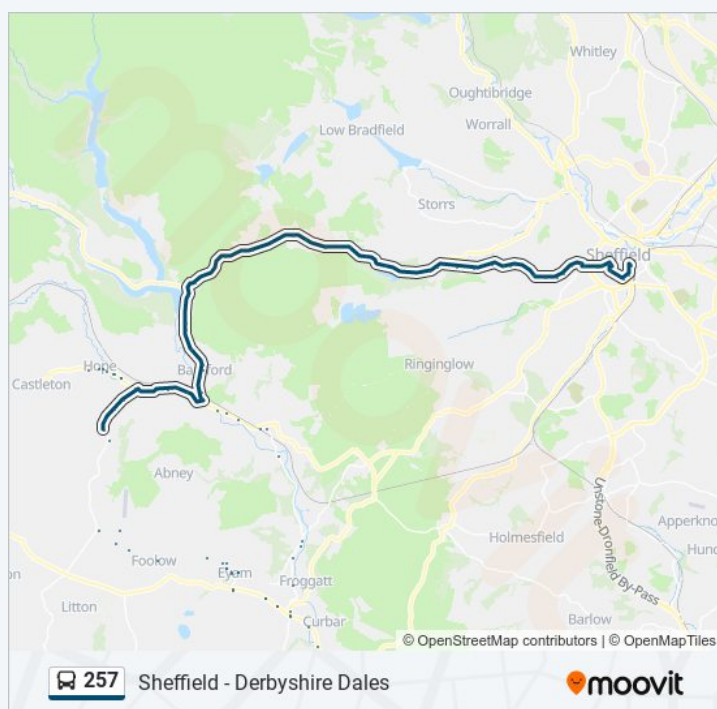 Whitley
Oughtibridge
Worrall
Low Bradfield
Storrs
Sheffield
Hope
Castleton
Bamford
Ringinglow
Abney
Unstone-Dronfield By-Pass
Apperkno
Hund
Holmesfield
Foolow
Eyam
Froggatt
Litton
Curbar
Barlow
on
© OpenStreetMap contributors | © OpenMapTiles
257 Sheffield - Derbyshire Dales
moovit